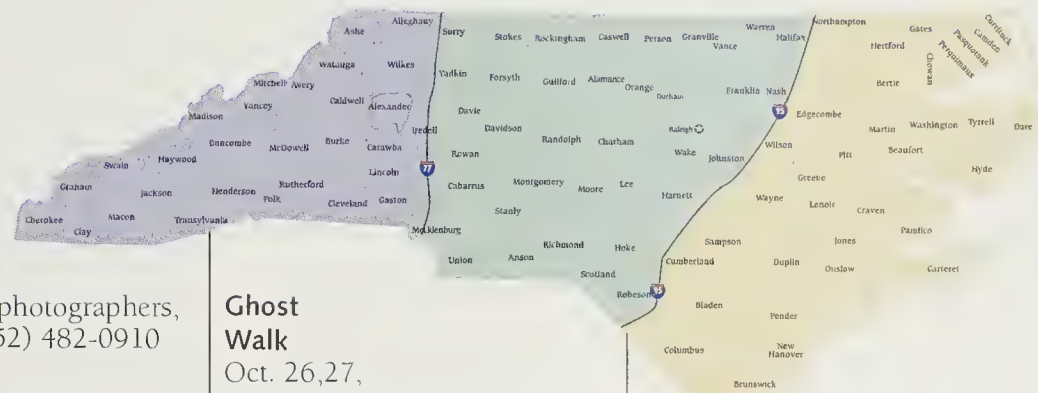 Alleghany
Ashe
Surry
Stokes
Rockingham
Caswell
Person
Granville
Vance
Warren
Halifax
Northampton
Gates
Currituck
Camden
Pasquotank
Perquimaux
Chowan
Hertford
Watauga
Wilkes
Yadkin
Forsyth
Guilford
Alamance
Orange
Durham
Franklin
Nash
Bertie
Mitchell
Avery
Yancey
Caldwell
Alexander
Madison
Davie
Iredell
95
Edgecombe
Martin
Washington
Tyrrell
Dare
Buncombe
McDowell
Burke
Catawba
Davidson
Randolph
Chatham
Raleigh
Wake
Johnston
Wilson
Pitt
Beaufort
Haywood
Swain
77
Rowan
Lincoln
Greene
Hyde
Graham
Jackson
Henderson
Rutherford
Polk
Cleveland
Gaston
Cabarrus
Montgomery
Moore
Lee
Harnett
Wayne
Lenoir
Craven
Cherokee
Macon
Clay
Transylvania
Stanly
Mecklenburg
Pamlico
Union
Anson
Richmond
Hoke
Scotland
Cumberland
Sampson
Duplin
Jones
Onslow
Carteret
Robeson
95
Bladen
Pender
Columbus
New
Hanover
Brunswick
photographers,
52) 482-0910
Ghost
Walk
Oct. 26,27,